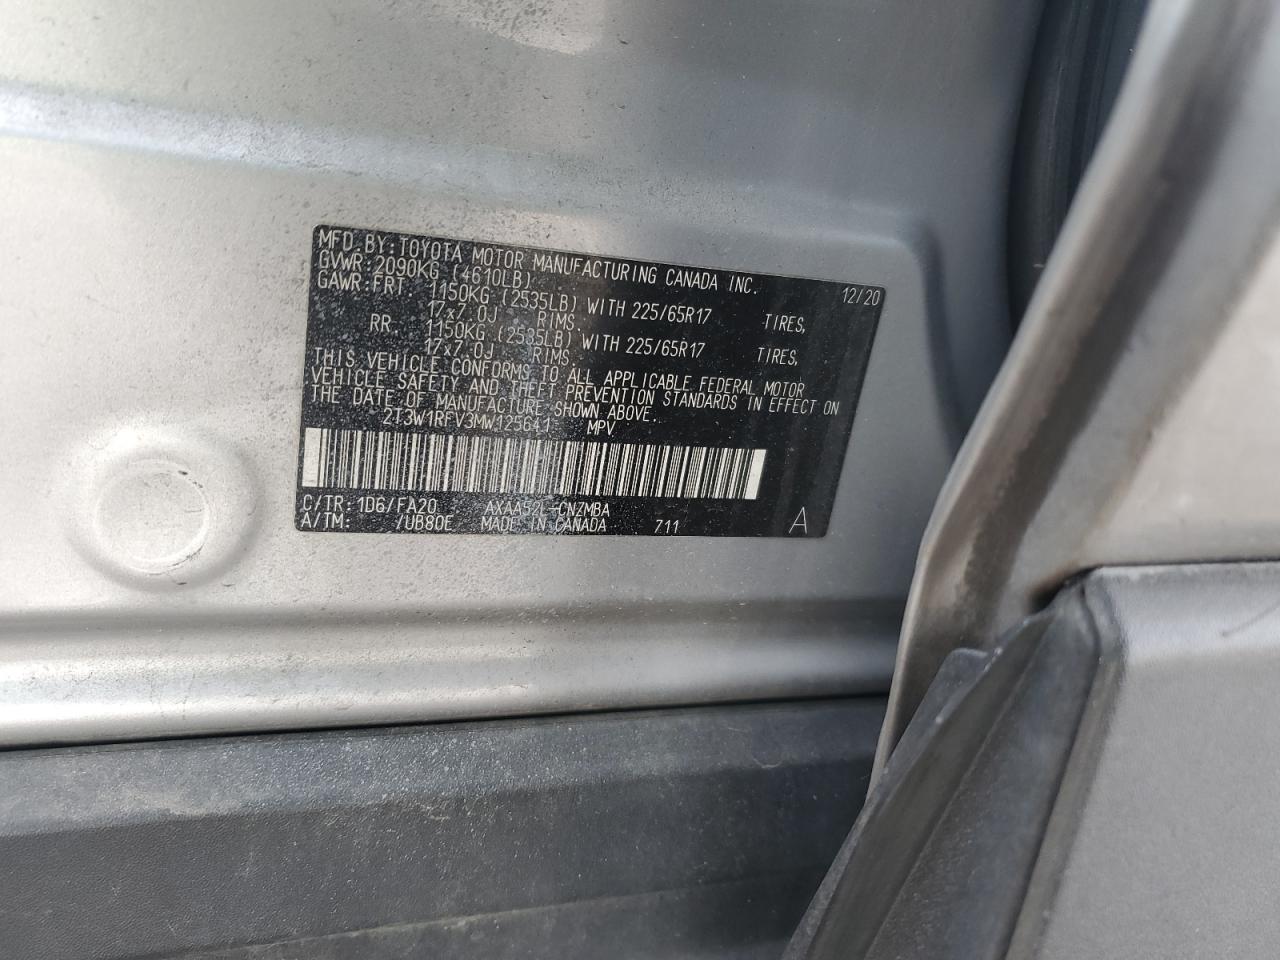 MFD.BY:TOYOTA MOTOR MANUFACTURING CANADA INC. 12/20
GVWR:2090KG (4610LB)
GAWR:FRT. 1150KG (2535LB) WITH 225/65R17 TIRES,
17x7.0J RIMS.
RR. 1150KG (2535LB) WITH 225/65R17 TIRES,
17x7.0J RIMS.
THIS VEHICLE CONFORMS TO ALL APPLICABLE FEDERAL MOTOR
VEHICLE SAFETY AND THEFT PREVENTION STANDARDS IN EFFECT ON
THE DATE OF MANUFACTURE SHOWN ABOVE.
2T3W1RFV3MW125641 MPV
C/TR: 1D6/FA20 AXAA52L-CNZMBA
A/TM: /UB80E MADE IN CANADA 711 A